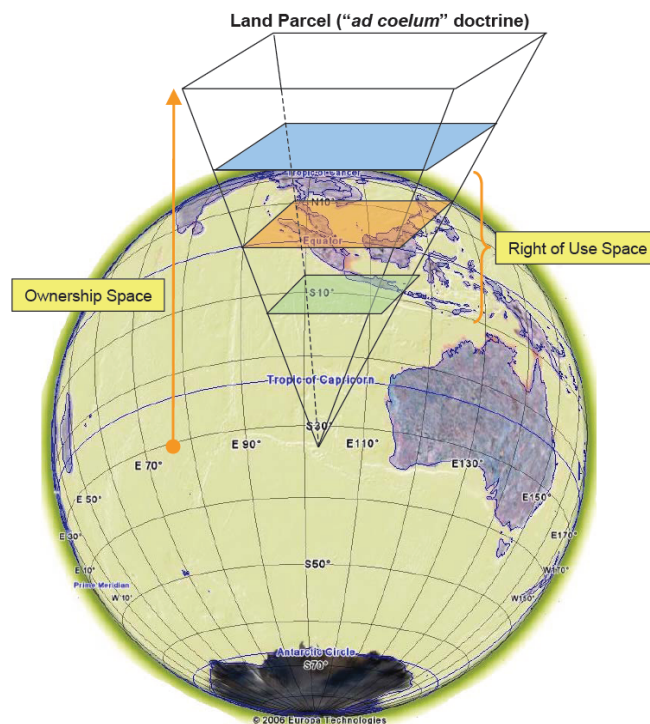 Land Parcel (“ad coelum” doctrine)
Tropic of Cancer
N10°
Equator
Right of Use Space
Ownership Space
S10°
Tropic of Capricorn
S30°
E 70°
E 90°
E110°
E130°
E 50°
E150°
E 30°
E170°
S50°
E 10°
W170°
Prime Meridian
W 10°
W150°
Antarctic Circle
S70°
© 2006 Europa Technologies